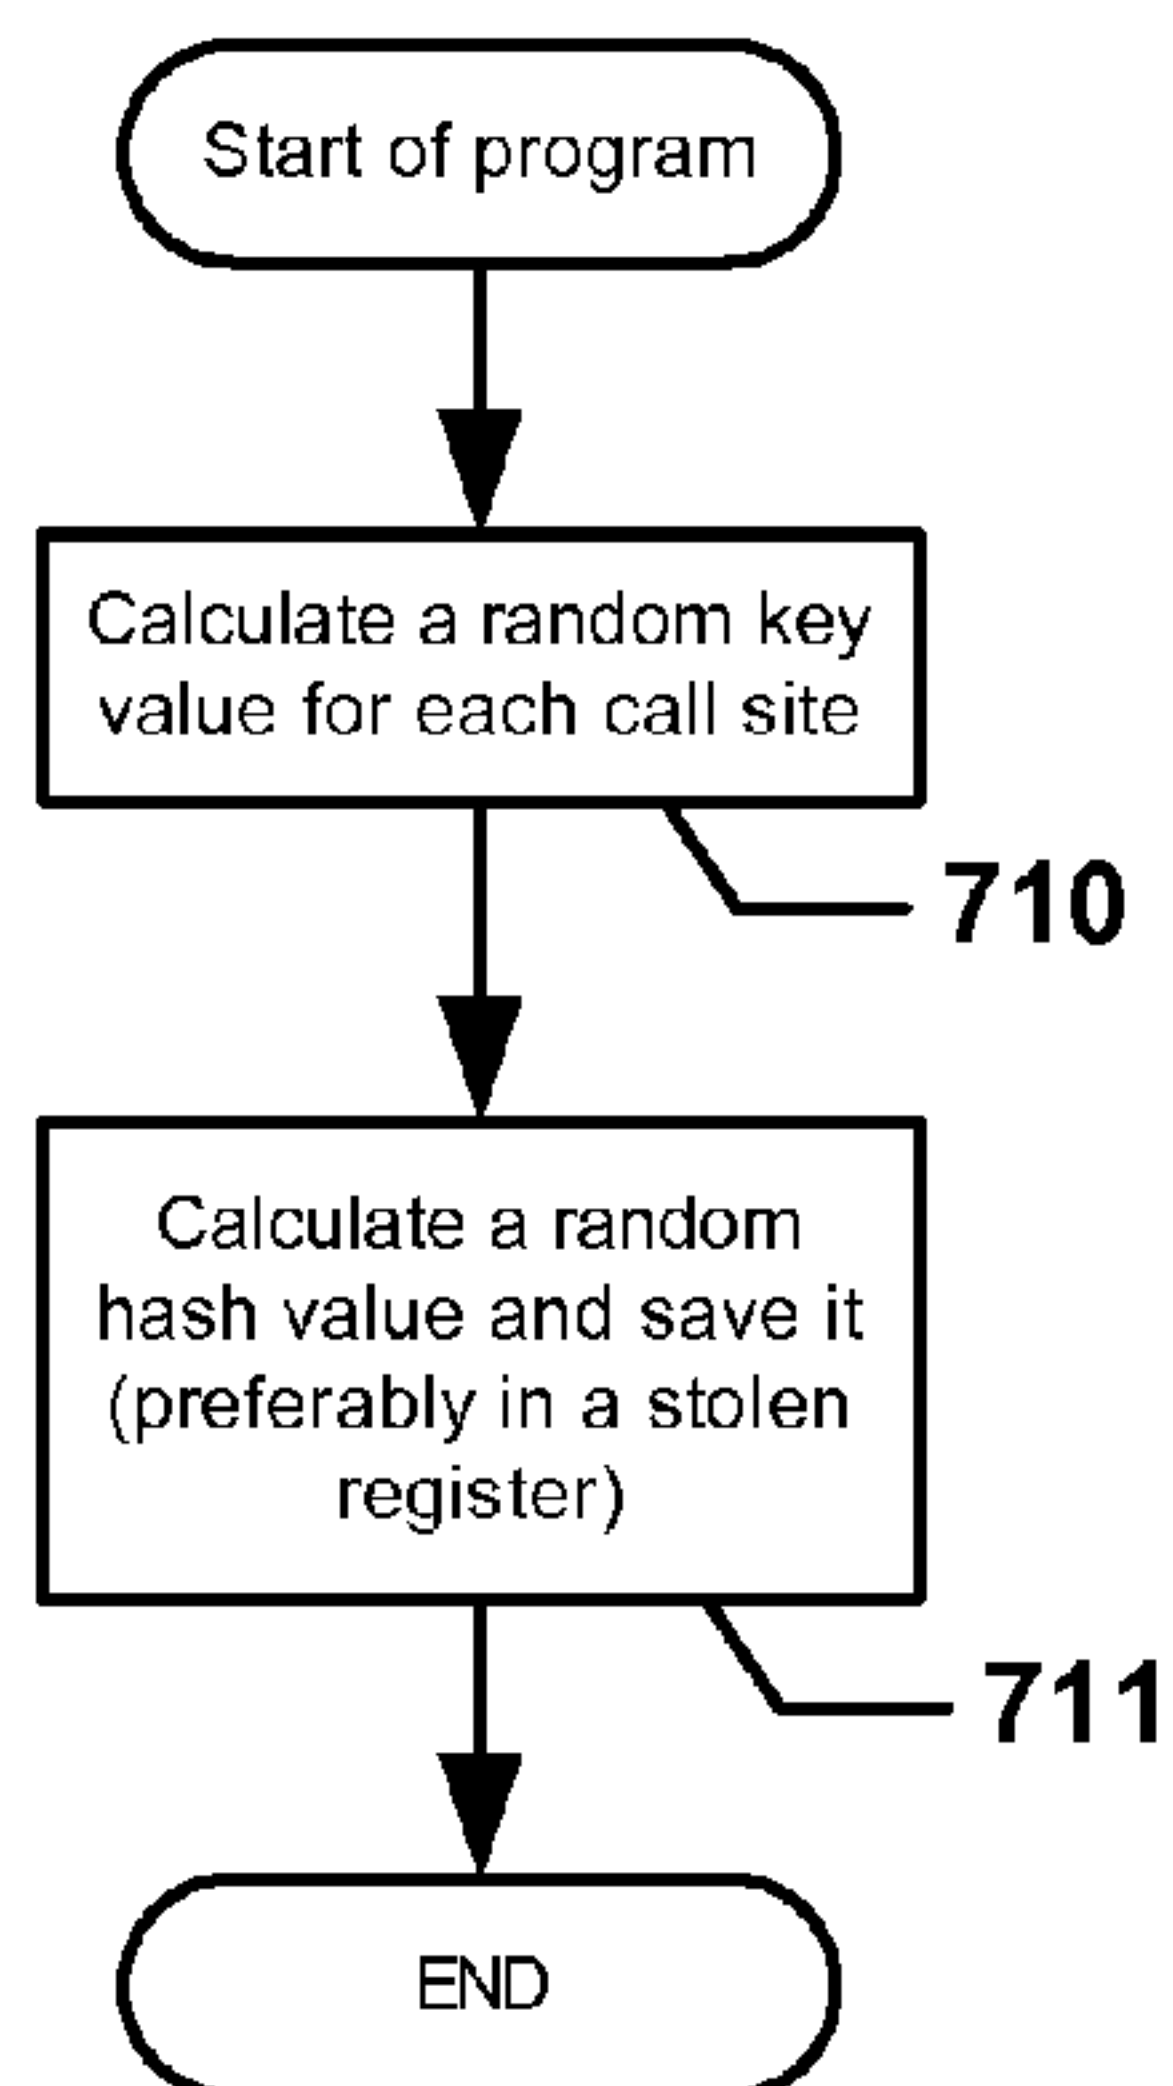 Start of program
Calculate a random key
value for each call site
710
Calculate a random
hash value and save it
(preferably in a stolen
register)
711
END